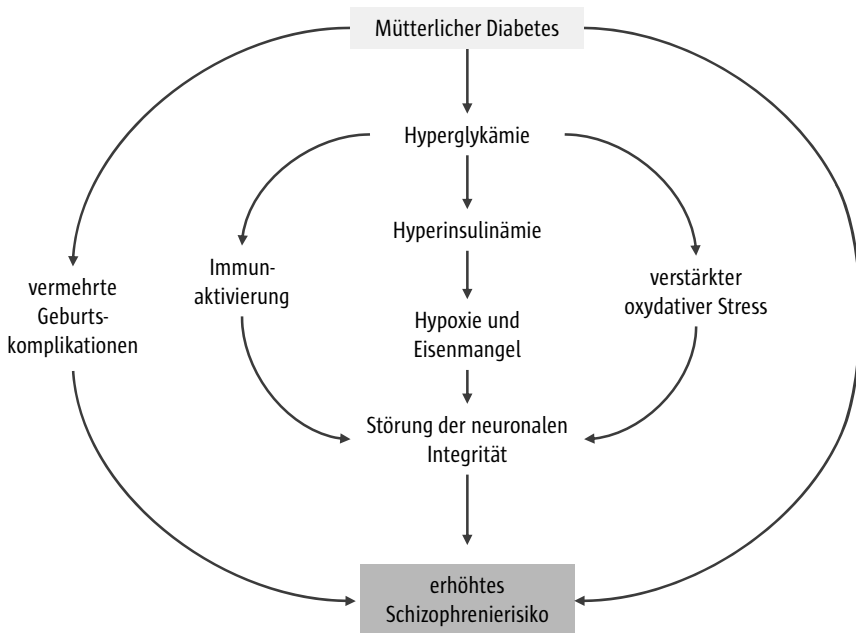 Mütterlicher Diabetes
Hyperglykämie
Hyperinsulinämie
Immun-
aktivierung
verstärkter
oxydativer Stress
vermehrte
Geburts-
komplikationen
Hypoxie und
Eisenmangel
Störung der neuronalen
Integrität
erhöhtes
Schizophrenierisiko